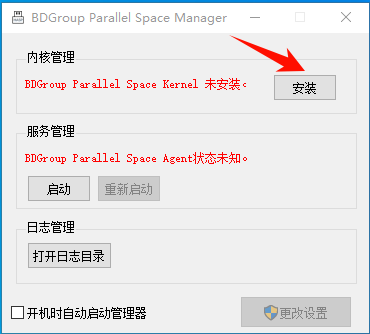 BDGroup Parallel Space Manager
内核管理
BDGroup Parallel Space Kernel 未安装。
安装
服务管理
BDGroup Parallel Space Agent状态未知。
启动
重新启动
日志管理
打开日志目录
开机时自动启动管理器
更改设置